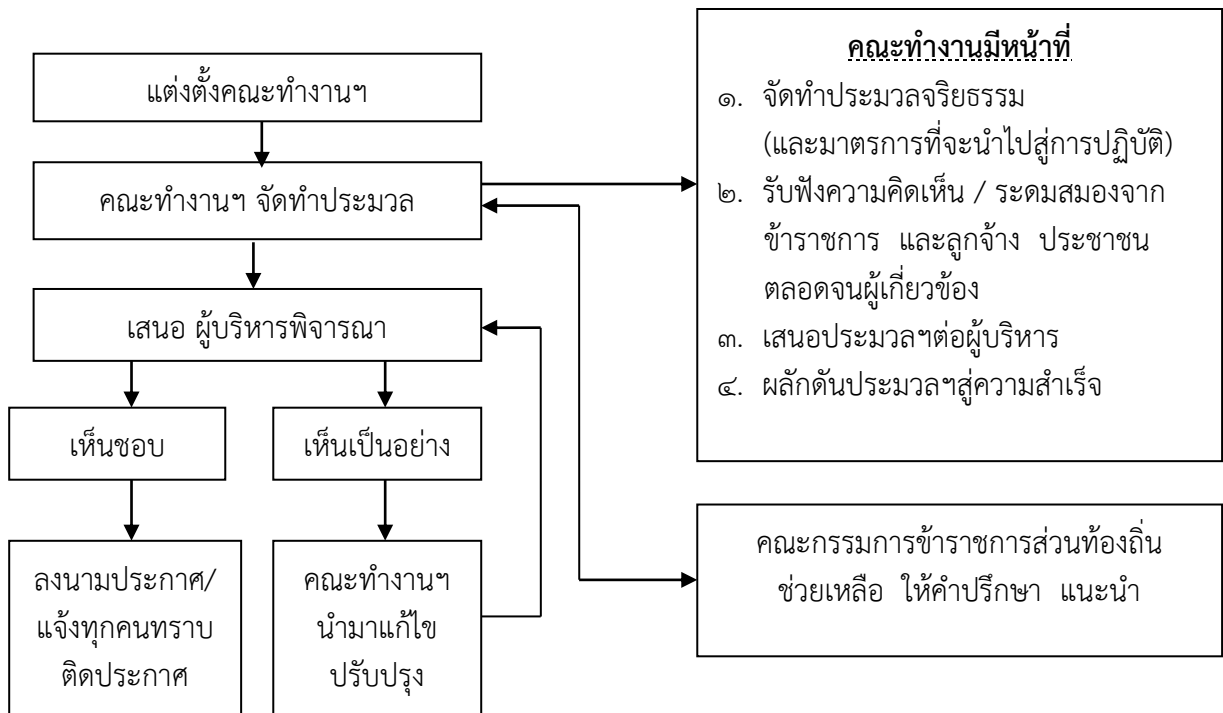 แต่งตั้งคณะทำงานฯ
คณะทำงานฯ จัดทำประมวล
เสนอ ผู้บริหารพิจารณา
เห็นชอบ
เห็นเป็นอย่าง
ลงนามประกาศ/
แจ้งทุกคนทราบ
ติดประกาศ
คณะทำงานฯ
นำมาแก้ไข
ปรับปรุง
คณะทำงานมีหน้าที่
๑. จัดทำประมวลจริยธรรม
(และมาตรการที่จะนำไปสู่การปฏิบัติ)
๒. รับฟังความคิดเห็น / ระดมสมองจาก
ข้าราชการ และลูกจ้าง ประชาชน
ตลอดจนผู้เกี่ยวข้อง
๓. เสนอประมวลฯต่อผู้บริหาร
๔. ผลักดันประมวลฯสู่ความสำเร็จ
คณะกรรมการข้าราชการส่วนท้องถิ่น
ช่วยเหลือ ให้คำปรึกษา แนะนำ